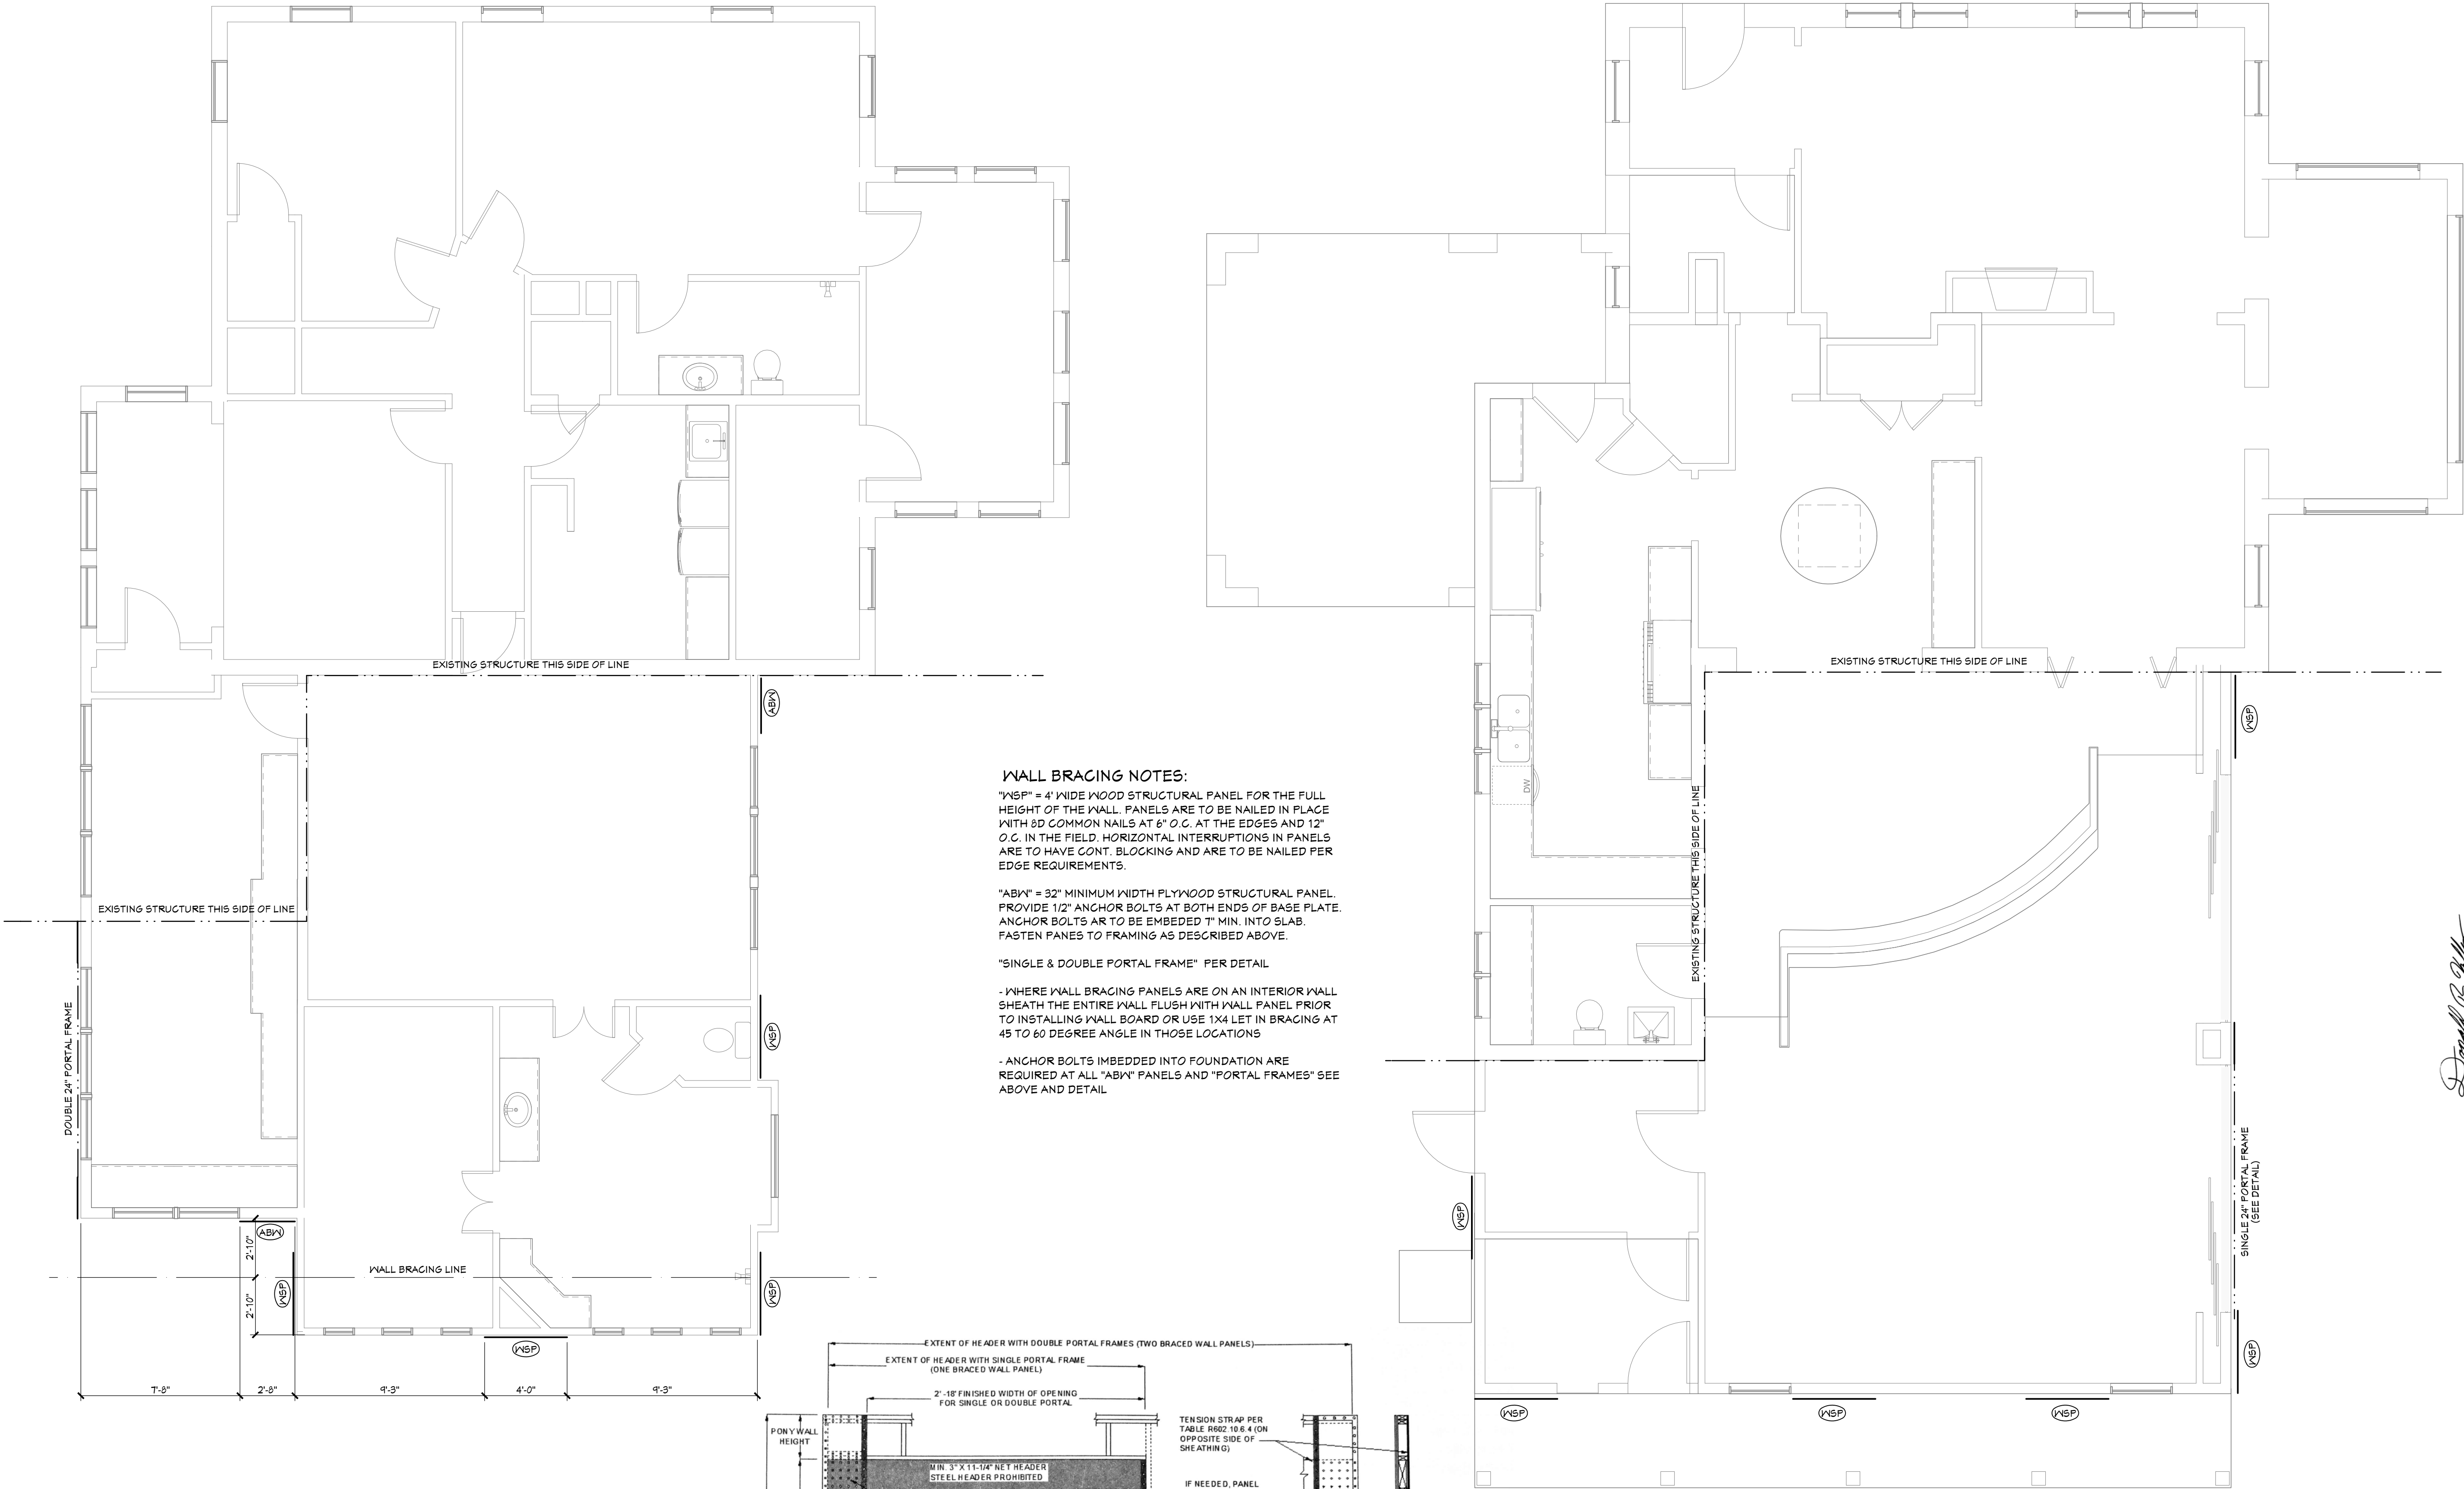 EXISTING STRUCTURE THIS SIDE OF LINE
EXISTING STRUCTURE THIS SIDE OF LINE
ABW
WSP
WALL BRACING NOTES:
"WSP" = 4' WIDE WOOD STRUCTURAL PANEL FOR THE FULL
HEIGHT OF THE WALL. PANELS ARE TO BE NAILED IN PLACE
WITH 8D COMMON NAILS AT 6" O.C. AT THE EDGES AND 12"
O.C. IN THE FIELD. HORIZONTAL INTERRUPTIONS IN PANELS
ARE TO HAVE CONT. BLOCKING AND ARE TO BE NAILED PER
EDGE REQUIREMENTS.
"ABW" = 32" MINIMUM WIDTH PLYWOOD STRUCTURAL PANEL.
PROVIDE 1/2" ANCHOR BOLTS AT BOTH ENDS OF BASE PLATE.
ANCHOR BOLTS AR TO BE EMBEDED 7" MIN. INTO SLAB.
FASTEN PANES TO FRAMING AS DESCRIBED ABOVE.
"SINGLE & DOUBLE PORTAL FRAME" PER DETAIL
- WHERE WALL BRACING PANELS ARE ON AN INTERIOR WALL
SHEATH THE ENTIRE WALL FLUSH WITH WALL PANEL PRIOR
TO INSTALLING WALL BOARD OR USE 1X4 LET IN BRACING AT
45 TO 60 DEGREE ANGLE IN THOSE LOCATIONS
- ANCHOR BOLTS IMBEDDED INTO FOUNDATION ARE
REQUIRED AT ALL "ABW" PANELS AND "PORTAL FRAMES" SEE
ABOVE AND DETAIL
DW
EXISTING STRUCTURE THIS SIDE OF LINE
EXISTING STRUCTURE THIS SIDE OF LINE
DOUBLE 24" PORTAL FRAME
WSP
SINGLE 24" PORTAL FRAME
(SEE DETAIL)
WSP
ABW
2'-10"
WALL BRACING LINE
WSP
WSP
2'-10"
WSP
WSP
7'-8"
2'-8"
9'-3"
4'-0"
9'-3"
WSP
WSP
WSP
EXTENT OF HEADER WITH DOUBLE PORTAL FRAMES (TWO BRACED WALL PANELS)
EXTENT OF HEADER WITH SINGLE PORTAL FRAME
(ONE BRACED WALL PANEL)
2' -18' FINISHED WIDTH OF OPENING
FOR SINGLE OR DOUBLE PORTAL
PONY WALL
HEIGHT
TENSION STRAP PER
TABLE R602.10.6.4 (ON
OPPOSITE SIDE OF
SHEATHING)
MIN. 3" X 11-1/4" NET HEADER
STEEL HEADER PROHIBITED
IF NEEDED, PANEL